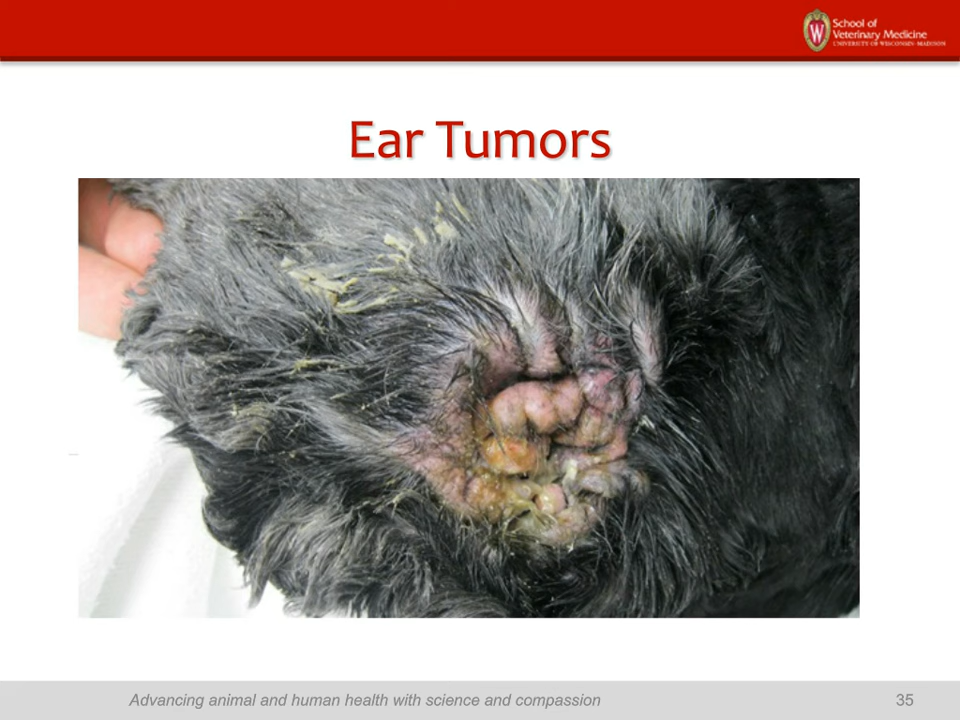 School of
Veterinary Medicine
UNIVERSITY OF WISCONSIN-MADISON
Ear Tumors
Advancing animal and human health with science and compassion
35